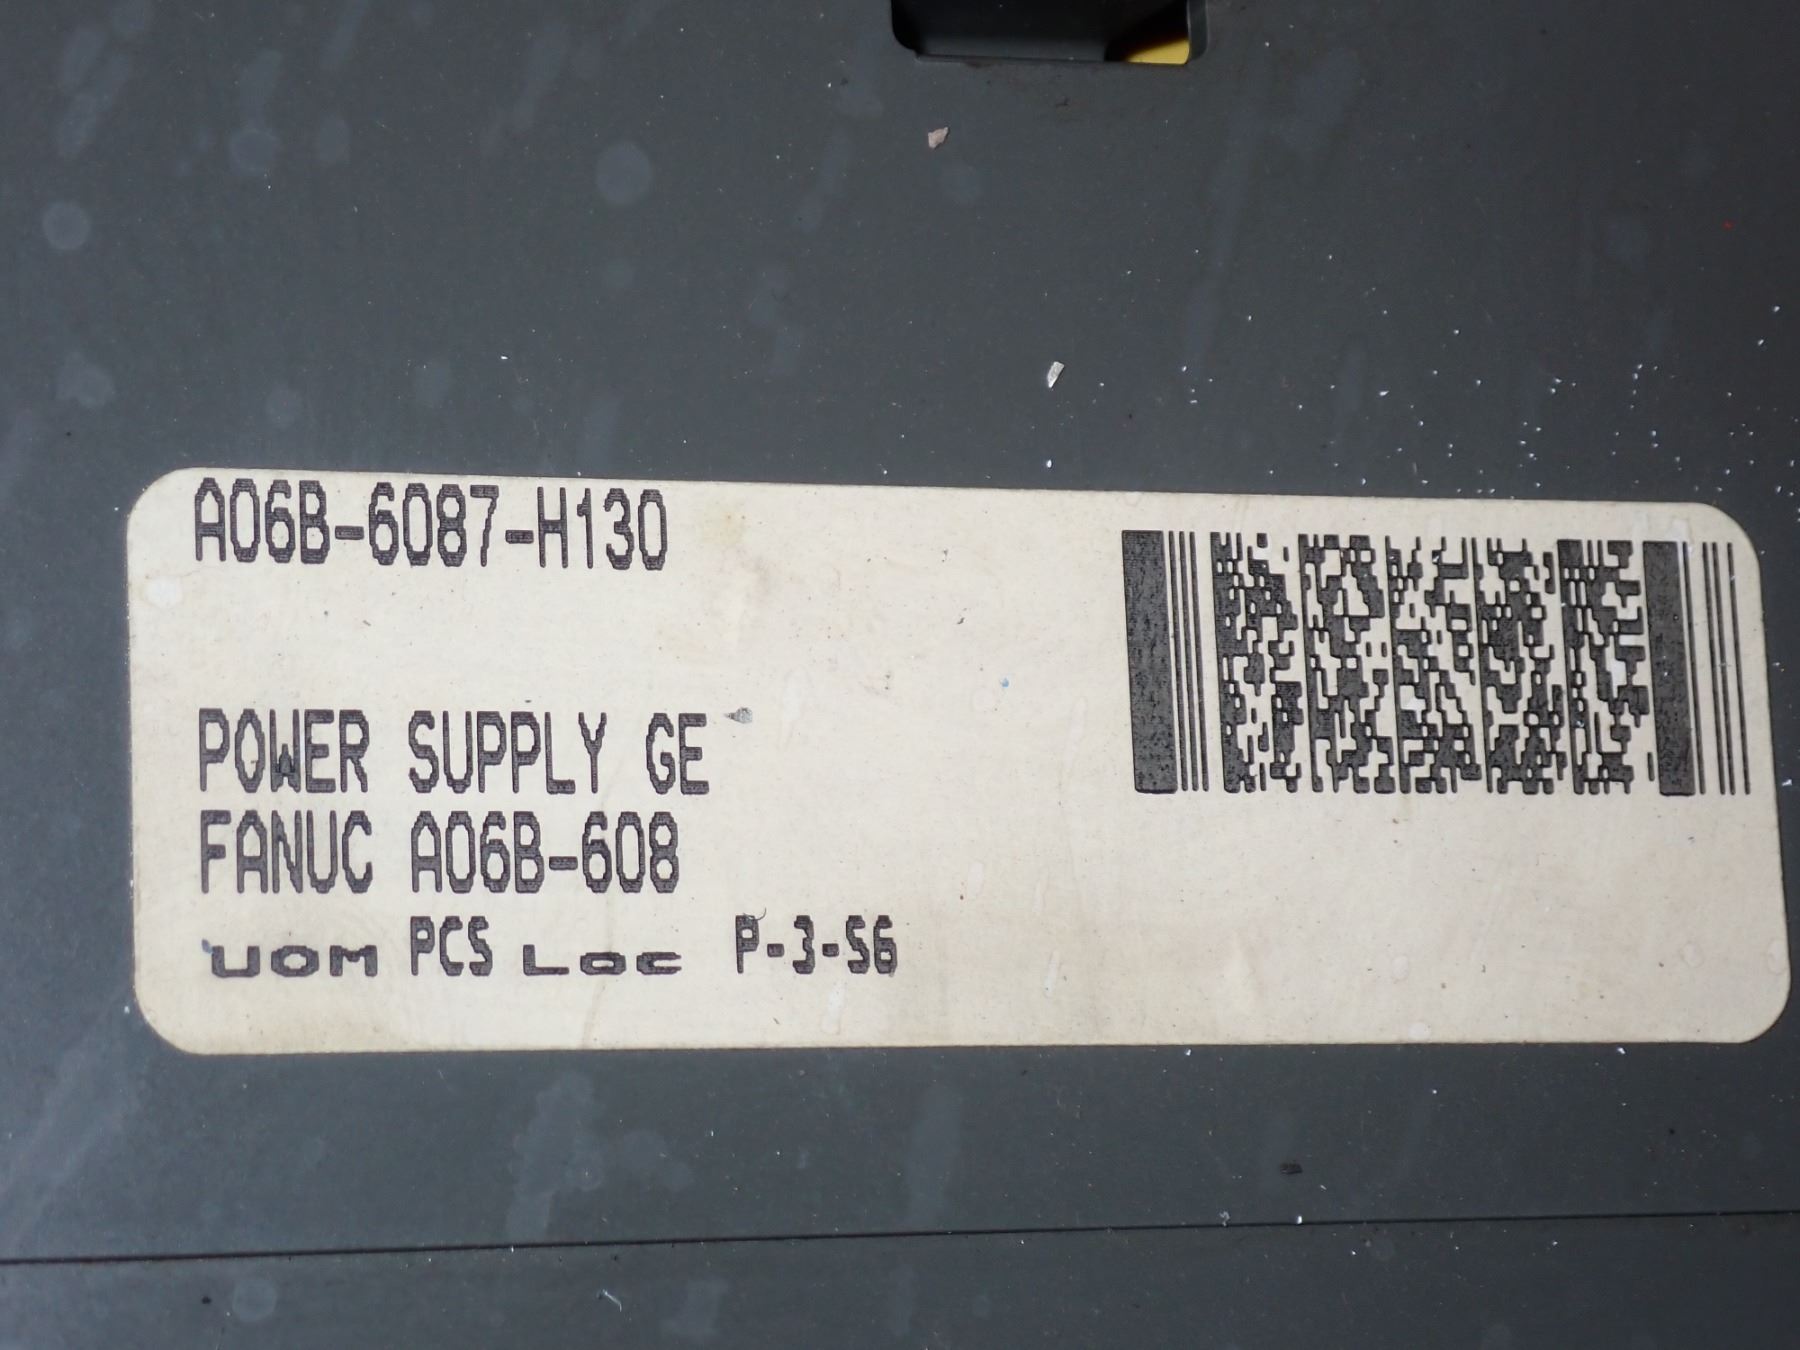 A06B-6087-H130
POWER SUPPLY GE
FANUC A06B-608
UOM PCS Loc P-3-S6